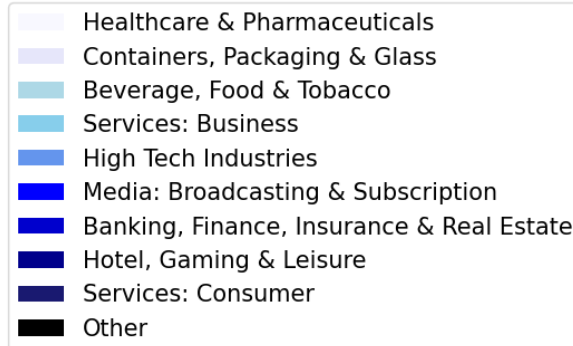 Healthcare & Pharmaceuticals
Containers, Packaging & Glass
Beverage, Food & Tobacco
Services: Business
High Tech Industries
Media: Broadcasting & Subscription
Banking, Finance, Insurance & Real Estate
Hotel, Gaming & Leisure
Services: Consumer
Other